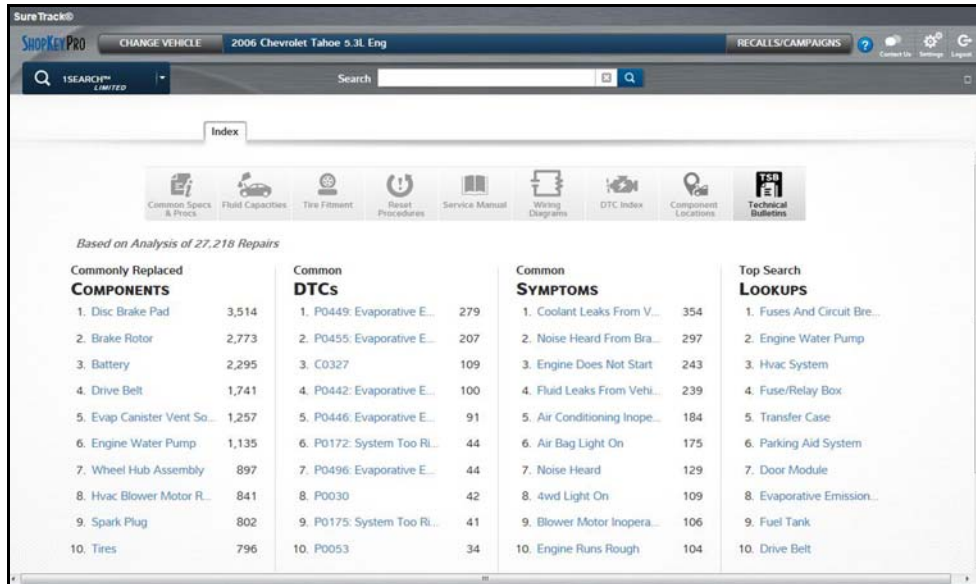 SureTrack®
SHOPKEYPRO CHANGE VEHICLE 2006 Chevrolet Tahoe 5.3L Eng RECALLS/CAMPAIGNS ? Contact Us Settings Logout
1SEARCH™ LIMITED Search
Index
Common Specs & Procs
Fluid Capacities
Tire Fitment
Reset Procedures
Service Manual
Wiring Diagrams
DTC Index
Component Locations
TSB
Technical Bulletins
Based on Analysis of 27,218 Repairs
Commonly Replaced
COMPONENTS
1. Disc Brake Pad 3,514
2. Brake Rotor 2,773
3. Battery 2,295
4. Drive Belt 1,741
5. Evap Canister Vent So... 1,257
6. Engine Water Pump 1,135
7. Wheel Hub Assembly 897
8. Hvac Blower Motor R... 841
9. Spark Plug 802
10. Tires 796
Common
DTCS
1. P0449: Evaporative E... 279
2. P0455: Evaporative E... 207
3. C0327 109
4. P0442: Evaporative E... 100
5. P0446: Evaporative E... 91
6. P0172: System Too Ri... 44
7. P0496: Evaporative E... 44
8. P0030 42
9. P0175: System Too Ri... 41
10. P0053 34
Common
SYMPTOMS
1. Coolant Leaks From V... 354
2. Noise Heard From Bra... 297
3. Engine Does Not Start 243
4. Fluid Leaks From Vehi... 239
5. Air Conditioning Inope... 184
6. Air Bag Light On 175
7. Noise Heard 129
8. 4wd Light On 109
9. Blower Motor Inopera... 106
10. Engine Runs Rough 104
Top Search
LOOKUPS
1. Fuses And Circuit Bre...
2. Engine Water Pump
3. Hvac System
4. Fuse/Relay Box
5. Transfer Case
6. Parking Aid System
7. Door Module
8. Evaporative Emission...
9. Fuel Tank
10. Drive Belt